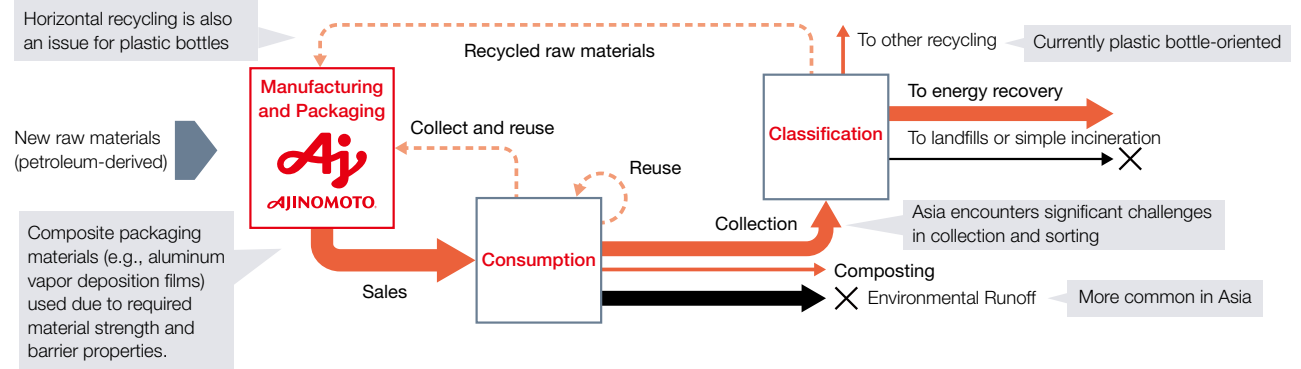 Horizontal recycling is also
an issue for plastic bottles
Recycled raw materials
To other recycling
Currently plastic bottle-oriented
Manufacturing
and Packaging
Aj
AJINOMOTO
New raw materials
(petroleum-derived)
Collect and reuse
Reuse
Classification
To energy recovery
To landfills or simple incineration
Composite packaging
materials (e.g., aluminum
vapor deposition films)
used due to required
material strength and
barrier properties.
Sales
Consumption
Collection
Asia encounters significant challenges
in collection and sorting
Composting
Environmental Runoff
More common in Asia